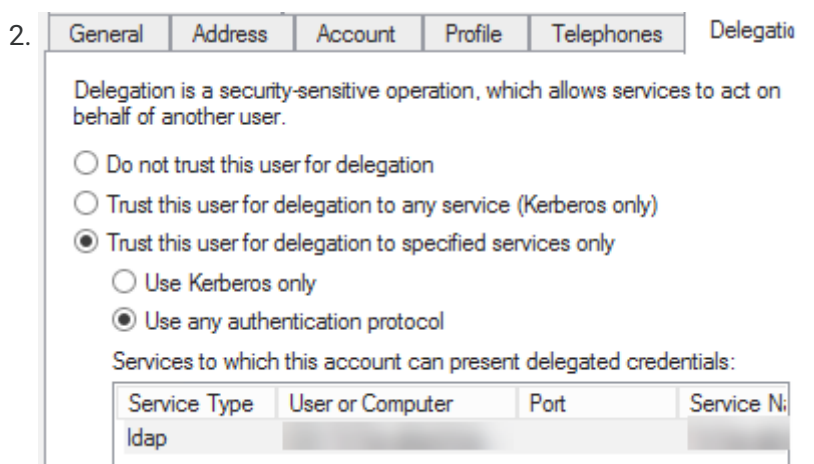 2. General Address Account Profile Telephones Delegatio
Delegation is a security-sensitive operation, which allows services to act on
behalf of another user.
Do not trust this user for delegation
Trust this user for delegation to any service (Kerberos only)
Trust this user for delegation to specified services only
Use Kerberos only
Use any authentication protocol
Services to which this account can present delegated credentials:
Service Type User or Computer Port Service Na
ldap